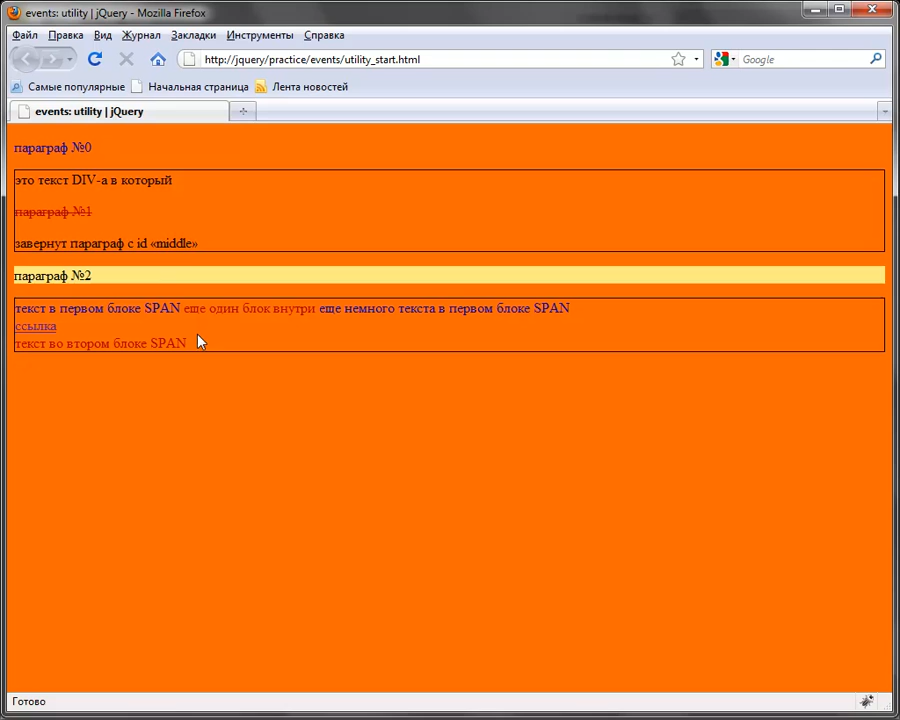 events: utility | jQuery - Mozilla Firefox
Файл Правка Вид Журнал Закладки Инструменты Справка
http://jquery/practice/events/utility_start.html Google
Самые популярные Начальная страница Лента новостей
events: utility | jQuery
параграф №0
это текст DIV-а в который
параграф №1
завернут параграф с id «middle»
параграф №2
текст в первом блоке SPAN еще один блок внутри еще немного текста в первом блоке SPAN
ссылка
текст во втором блоке SPAN
Готово